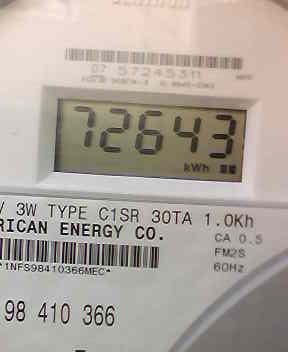 07 57245311
72643
kWh
V 3W TYPE C1SR 30TA 1.0Kh
RICAN ENERGY CO.
CA 0.5
FM2S
60Hz
*1NFS98410366MEC*
98 410 366